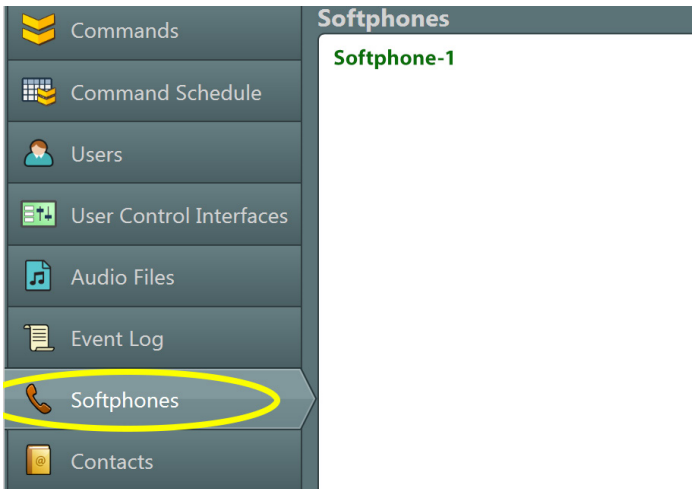 Commands
Command Schedule
Users
User Control Interfaces
Audio Files
Event Log
Softphones
Contacts
Softphones
Softphone-1